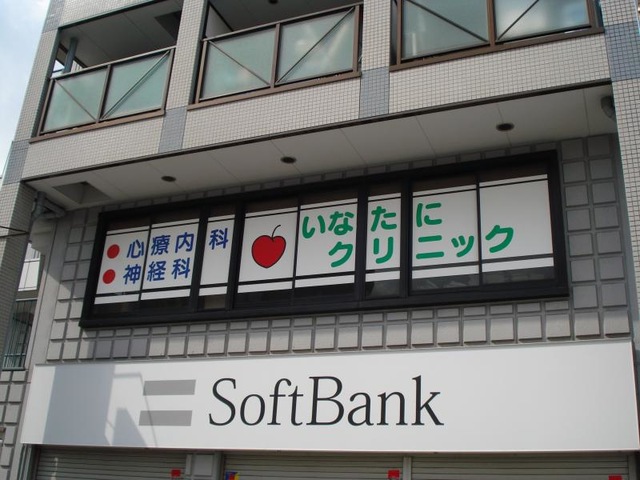 心療内科
神経科
いなたに
クリニック
SoftBank